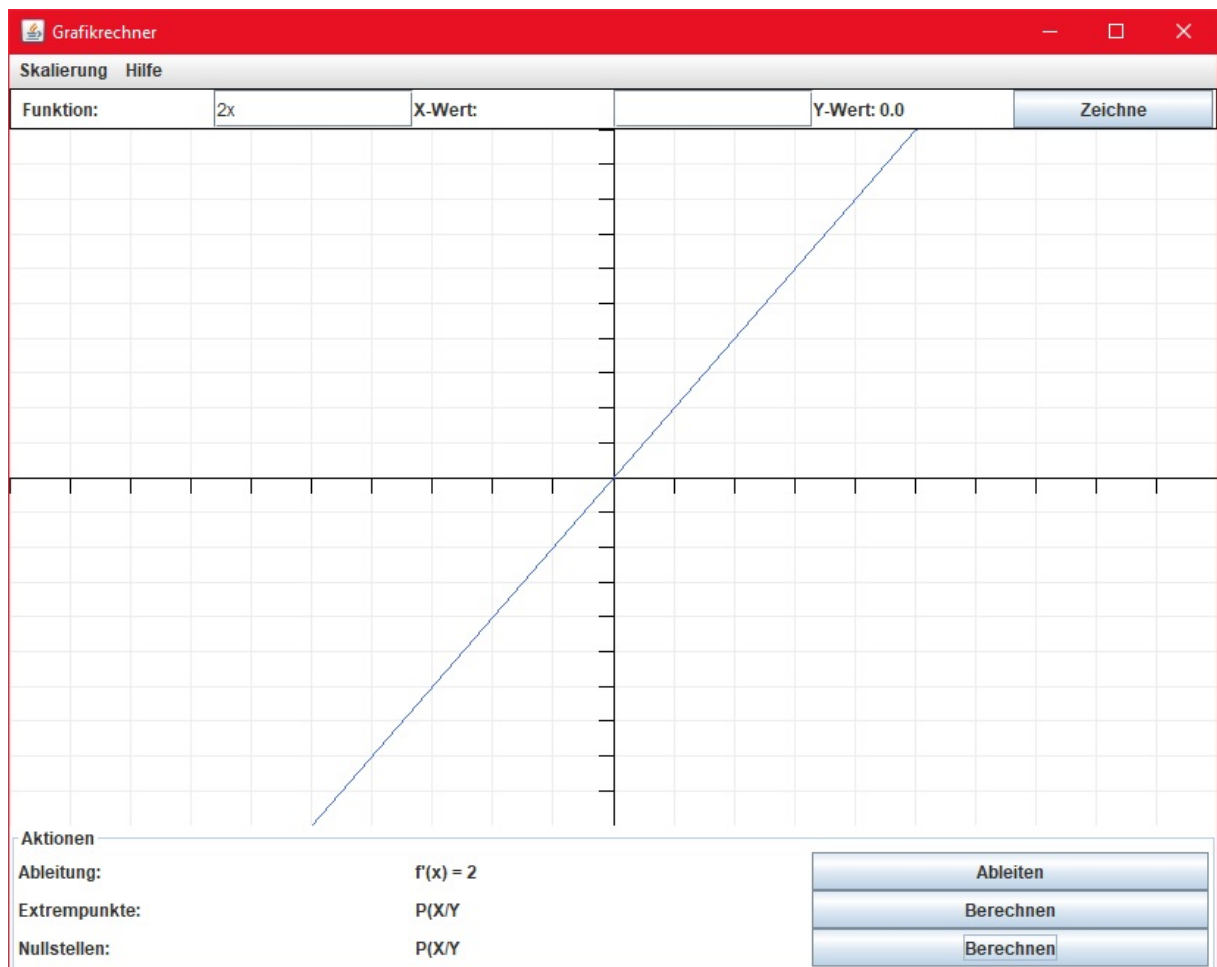 Grafikrechner
Skalierung Hilfe
Funktion: 2x X-Wert: Y-Wert: 0.0 Zeichne
Aktionen
Ableitung: f'(x) = 2 Ableiten
Extrempunkte: P(X/Y Berechnen
Nullstellen: P(X/Y Berechnen